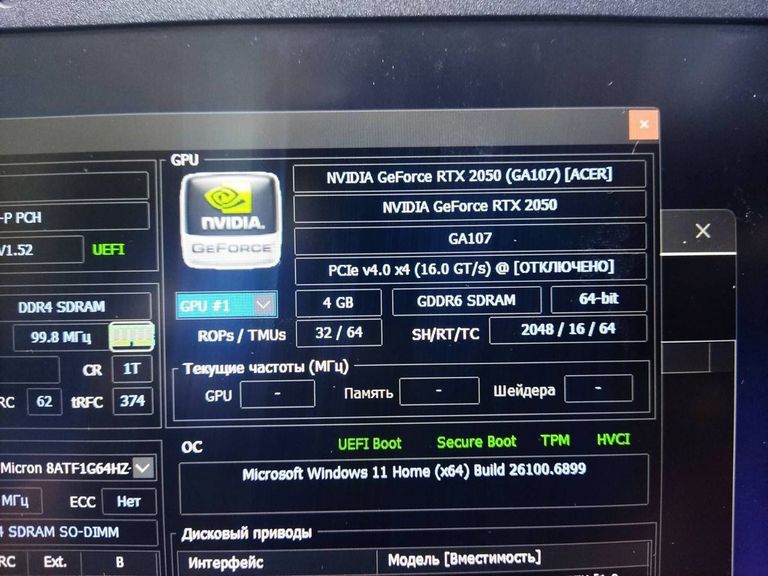 GPU
NVIDIA GeForce RTX 2050 (GA107) [ACER]
NVIDIA GeForce RTX 2050
NVIDIA.
GEFORCE
GA107
PCIe v4.0 x4 (16.0 GT/s) @ [ОТКЛЮЧЕНО]
-P PCH
V1.52 UEFI
GPU #1 4 GB GDDR6 SDRAM 64-bit
ROPs / TMUs 32 / 64 SH/RT/TC 2048 / 16 / 64
Текущие частоты (МГц)
GPU - Память - Шейдера -
DDR4 SDRAM
99.8 МГц
CR 1T
RC 62 tRFC 374
ОС UEFI Boot Secure Boot TPM HVCI
Microsoft Windows 11 Home (x64) Build 26100.6899
Micron 8ATF1G64HZ-
МГц ECC Нет
4 SDRAM SO-DIMM
RC Ext. B
Дисковый приводы
Интерфейс Модель [Вместимость]